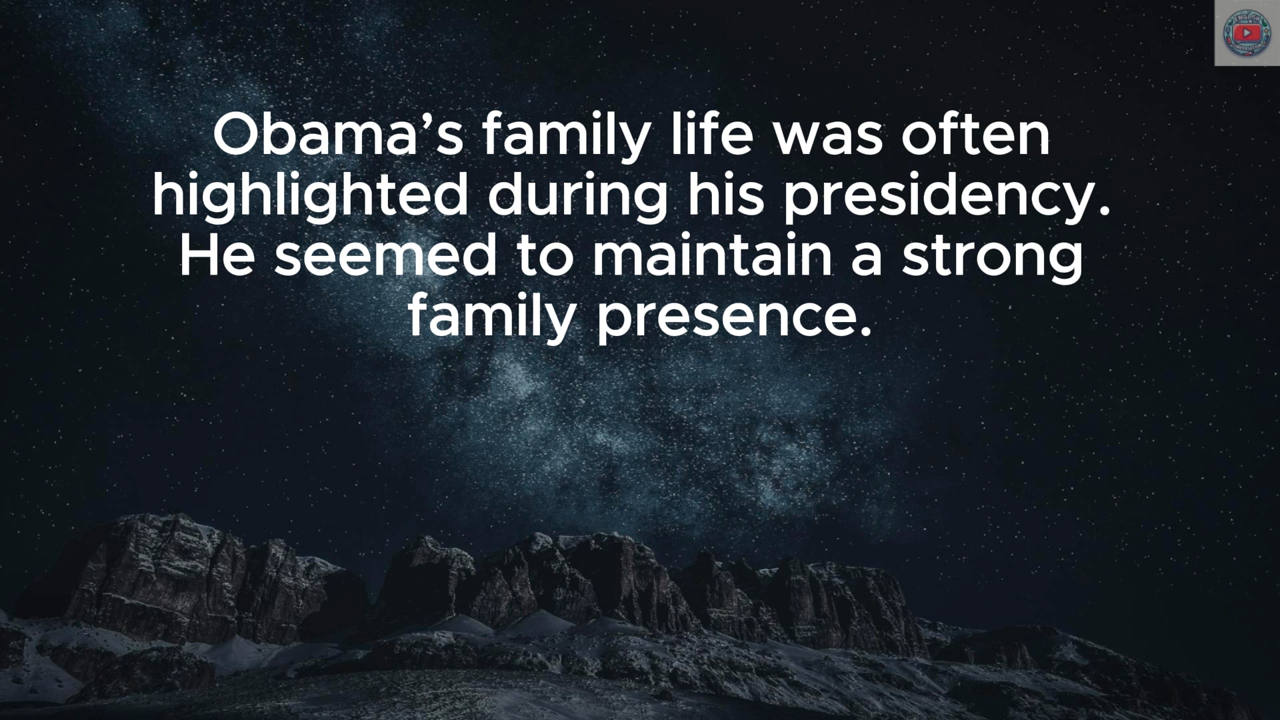 Obama’s family life was often
highlighted during his presidency.
He seemed to maintain a strong
family presence.